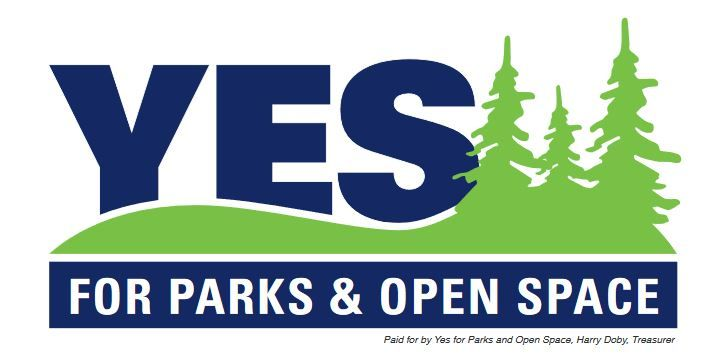 YES
FOR PARKS & OPEN SPACE
Paid for by Yes for Parks and Open Space, Harry Doby, Treasurer